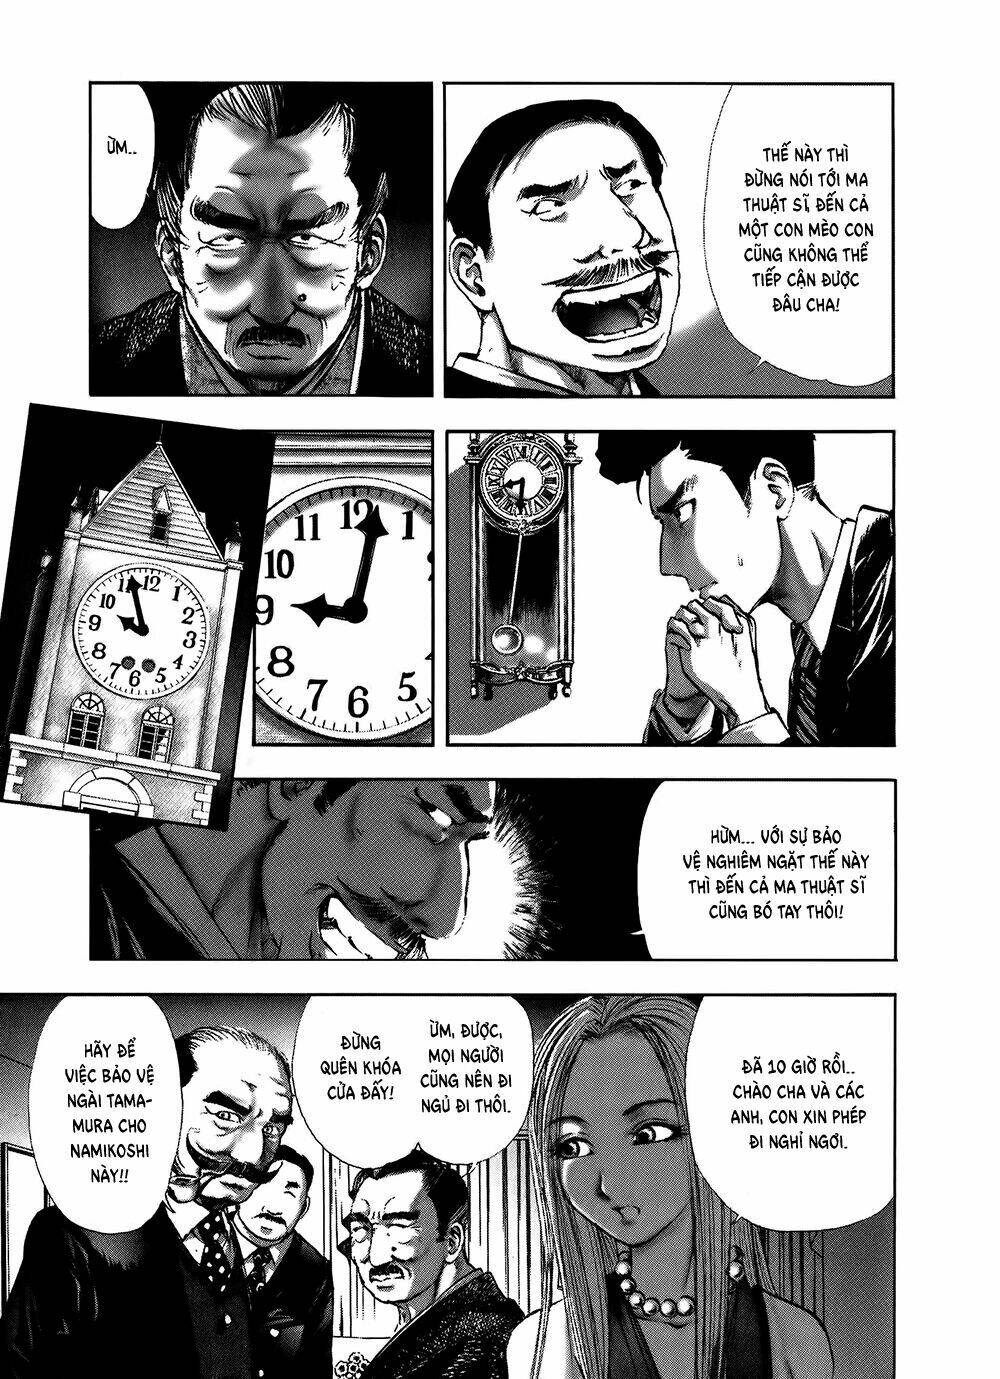 THẾ NÀY THÌ
ĐỪNG NÓI TỚI MA
THUẬT SĨ, ĐẾN CẢ
MỘT CON MÈO CON
CŨNG KHÔNG THỂ
TIẾP CẬN ĐƯỢC
ĐÂU CHA!
ỪM..
11 12 1
10
9
8
7 6 5
11 12 1
10 2
9 3
8 4
7 6 5
HỪM... VỚI SỰ BẢO
VỆ NGHIÊM NGẶT THẾ NÀY
THÌ ĐẾN CẢ MA THUẬT SĨ
CŨNG BÓ TAY THÔI!
ĐÃ 10 GIỜ RỒI..
CHÀO CHA VÀ CÁC
ANH, CON XIN PHÉP
ĐI NGHỈ NGƠI.
ỪM, ĐƯỢC,
MỌI NGƯỜI
CŨNG NÊN ĐI
NGỦ ĐI THÔI.
ĐỪNG
QUÊN KHÓA
CỬA ĐẤY!
HÃY ĐỂ
VIỆC BẢO VỆ
NGÀI TAMA-
MURA CHO
NAMIKOSHI
NÀY!!